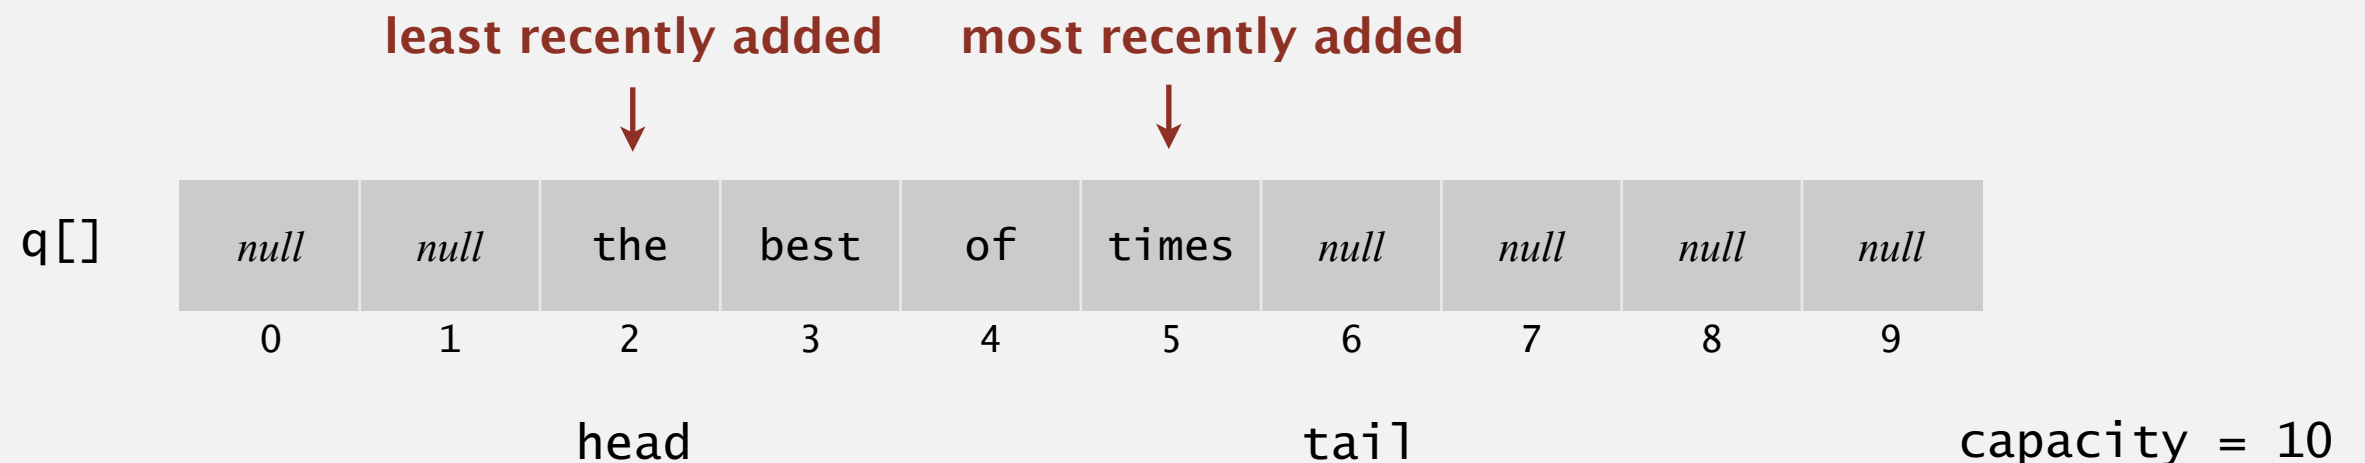 least recently added most recently added
q[] null null the best of times null null null null
0 1 2 3 4 5 6 7 8 9
head tail capacity = 10